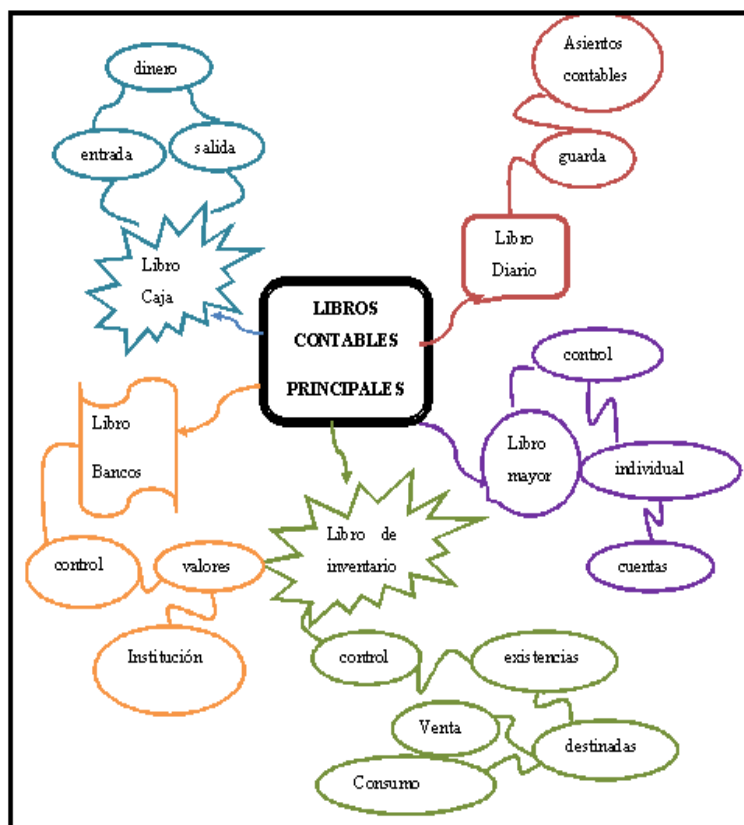 dinero
entrada
salida
Libro
Caja
Asientos
contables
guarda
Libro
Diario
LIBROS
CONTABLES
PRINCIPALES
control
Libro
mayor
individual
cuentas
Libro
Bancos
control
valores
Institución
Libro de
inventario
control
existencias
destinadas
Venta
Consumo